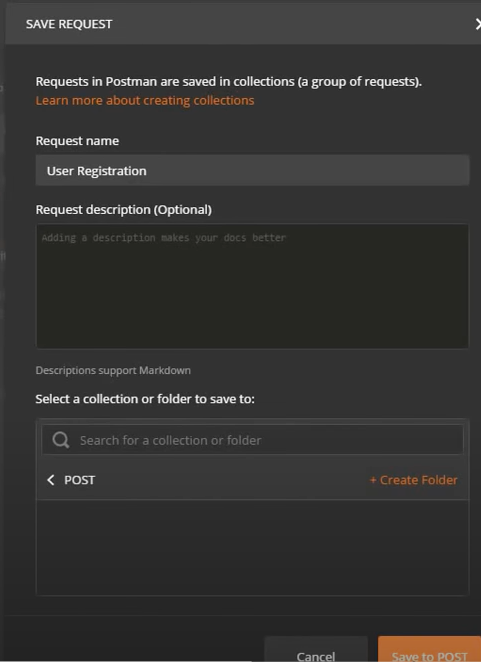 SAVE REQUEST
Requests in Postman are saved in collections (a group of requests).
Learn more about creating collections
Request name
User Registration
Request description (Optional)
Adding a description makes your docs better
Descriptions support Markdown
Select a collection or folder to save to:
Search for a collection or folder
POST + Create Folder
Cancel Save to POST